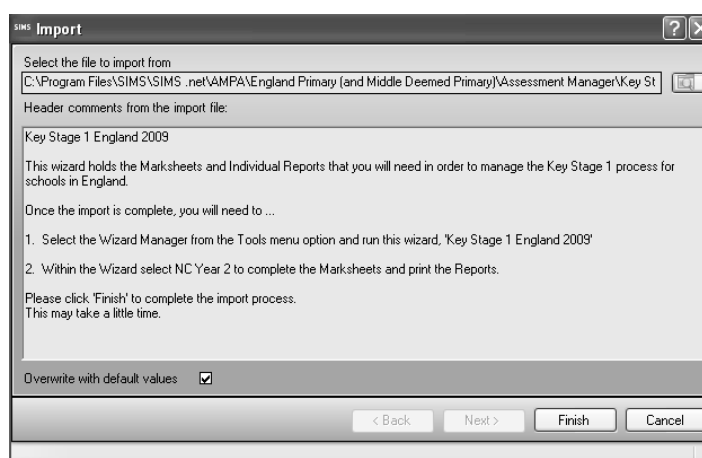 SIMS Import
Select the file to import from
C:\Program Files\SIMS\SIMS .net\AMPA\England Primary (and Middle Deemed Primary)\Assessment Manager\Key St
Header comments from the import file:
Key Stage 1 England 2009
This wizard holds the Marksheets and Individual Reports that you will need in order to manage the Key Stage 1 process for
schools in England.
Once the import is complete, you will need to ...
1. Select the Wizard Manager from the Tools menu option and run this wizard, 'Key Stage 1 England 2009'
2. Within the Wizard select NC Year 2 to complete the Marksheets and print the Reports.
Please click 'Finish' to complete the import process.
This may take a little time.
Overwrite with default values
< Back Next > Finish Cancel